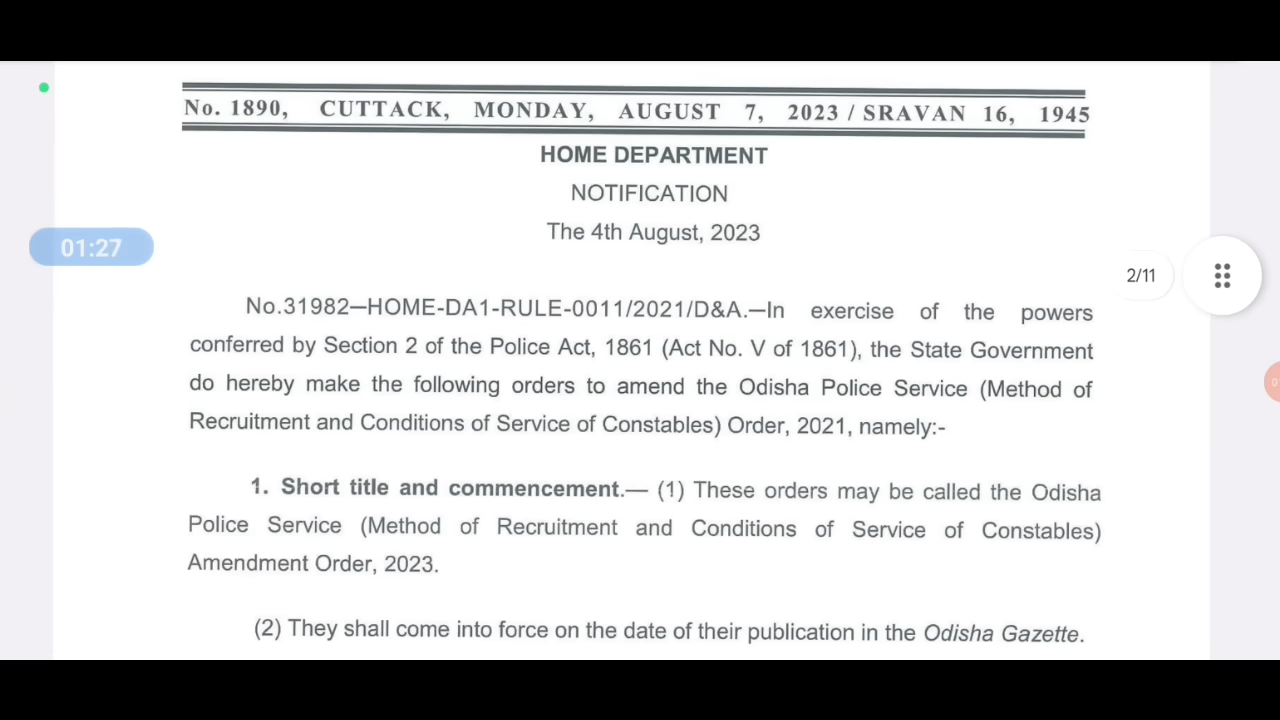 No. 1890, CUTTACK, MONDAY, AUGUST 7, 2023 / SRAVAN 16, 1945
HOME DEPARTMENT
NOTIFICATION
The 4th August, 2023
01:27
2/11
No.31982—HOME-DA1-RULE-0011/2021/D&A.—In exercise of the powers
conferred by Section 2 of the Police Act, 1861 (Act No. V of 1861), the State Government
do hereby make the following orders to amend the Odisha Police Service (Method of
Recruitment and Conditions of Service of Constables) Order, 2021, namely:-
1. Short title and commencement.— (1) These orders may be called the Odisha
Police Service (Method of Recruitment and Conditions of Service of Constables)
Amendment Order, 2023.
(2) They shall come into force on the date of their publication in the Odisha Gazette.